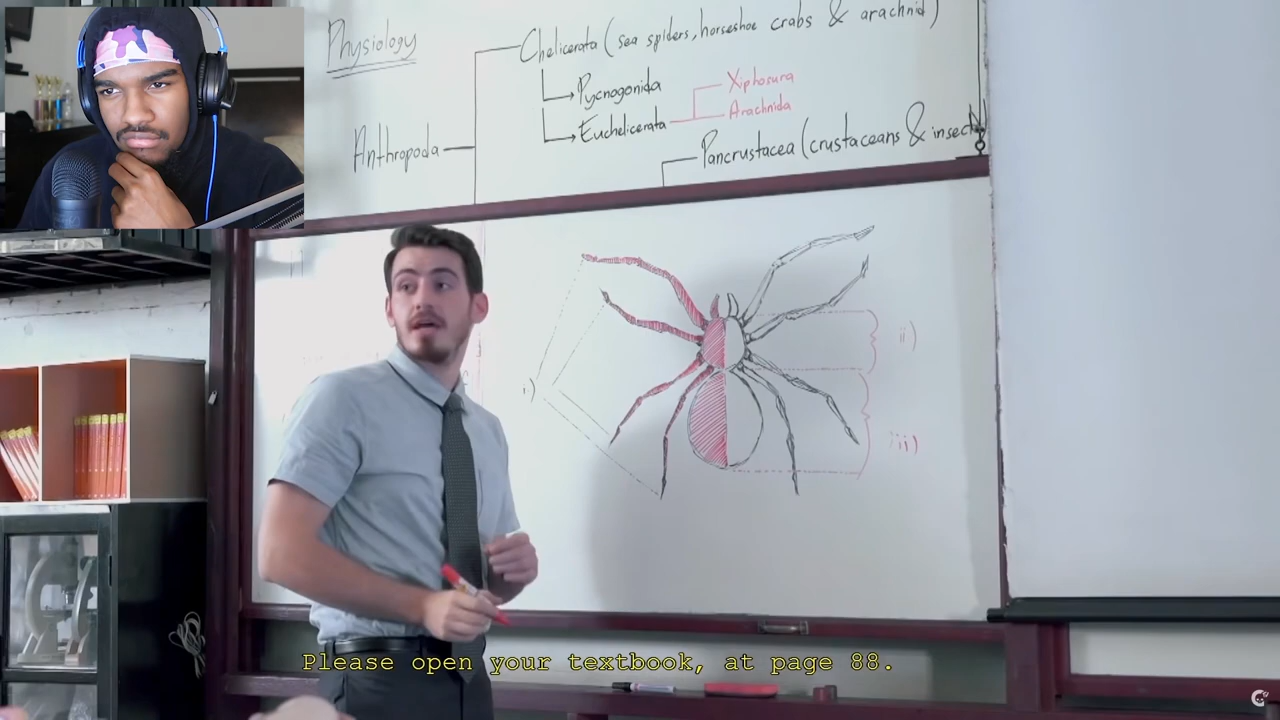 Physiology
Chelicerata (sea spiders, horseshoe crabs & arachnid)
Pycnogonida
Xiphosura
Arachnida
Euchelicerata
Anthropoda
Pancrustacea (crustaceans & insect
i)
ii)
iii)
Please open your textbook, at page 88.